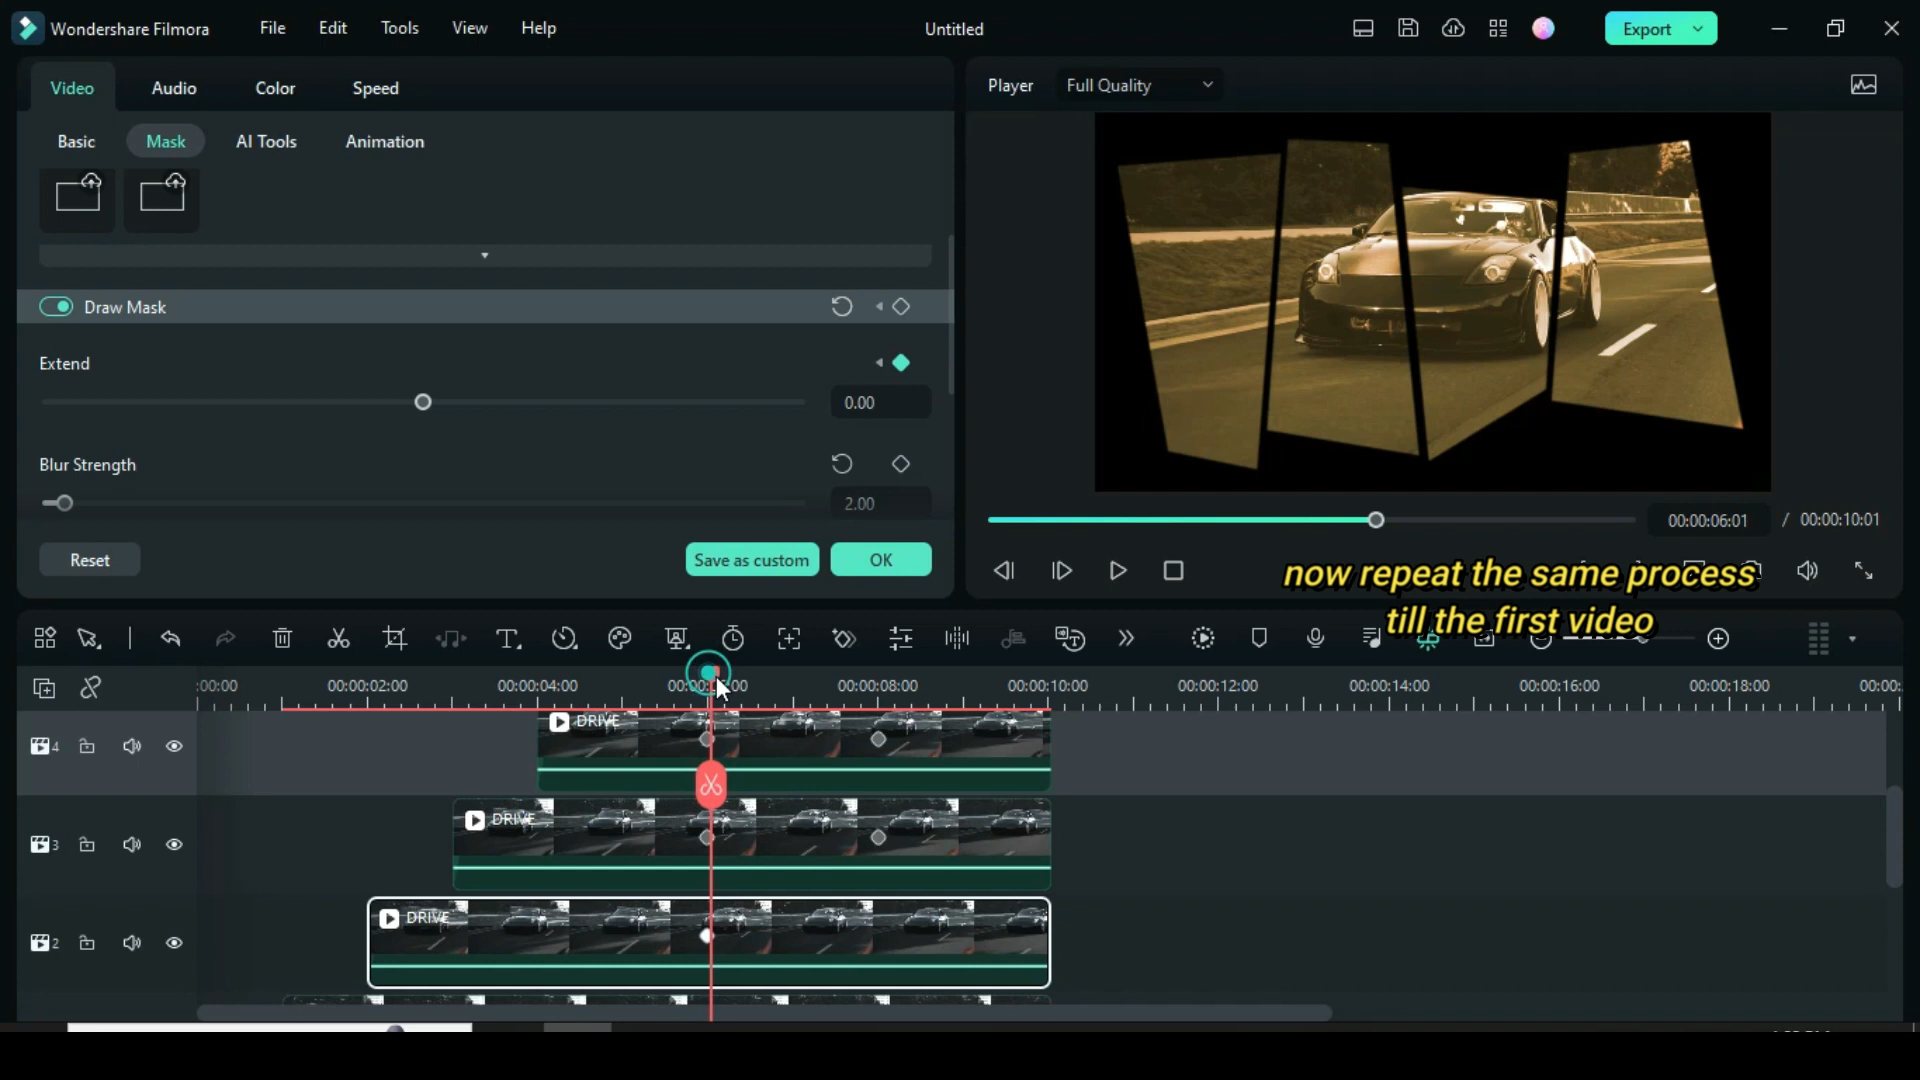 Wondershare Filmora
File
Edit
Tools
View
Help
Untitled
Export
Video
Audio
Color
Speed
Player
Full Quality
Basic
Mask
AI Tools
Animation
Draw Mask
Extend
0.00
Blur Strength
2.00
Reset
Save as custom
OK
00:00:06:01
/ 00:00:10:01
now repeat the same process
till the first video
:00:00
00:00:02:00
00:00:04:00
00:00:08:00
00:00:10:00
00:00:12:00
00:00:14:00
00:00:16:00
00:00:18:00
00:00:
4
DRIVE
3
DRIVE
2
DRIVE